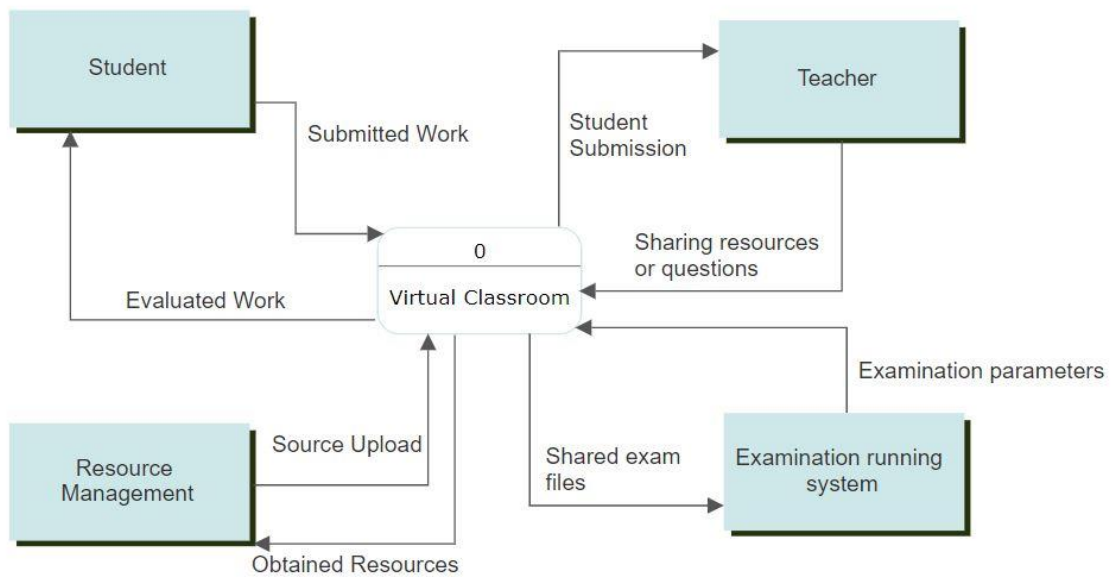 Student
Teacher
Submitted Work
Student
Submission
0
Virtual Classroom
Sharing resources
or questions
Evaluated Work
Examination parameters
Resource
Management
Source Upload
Shared exam
files
Examination running
system
Obtained Resources